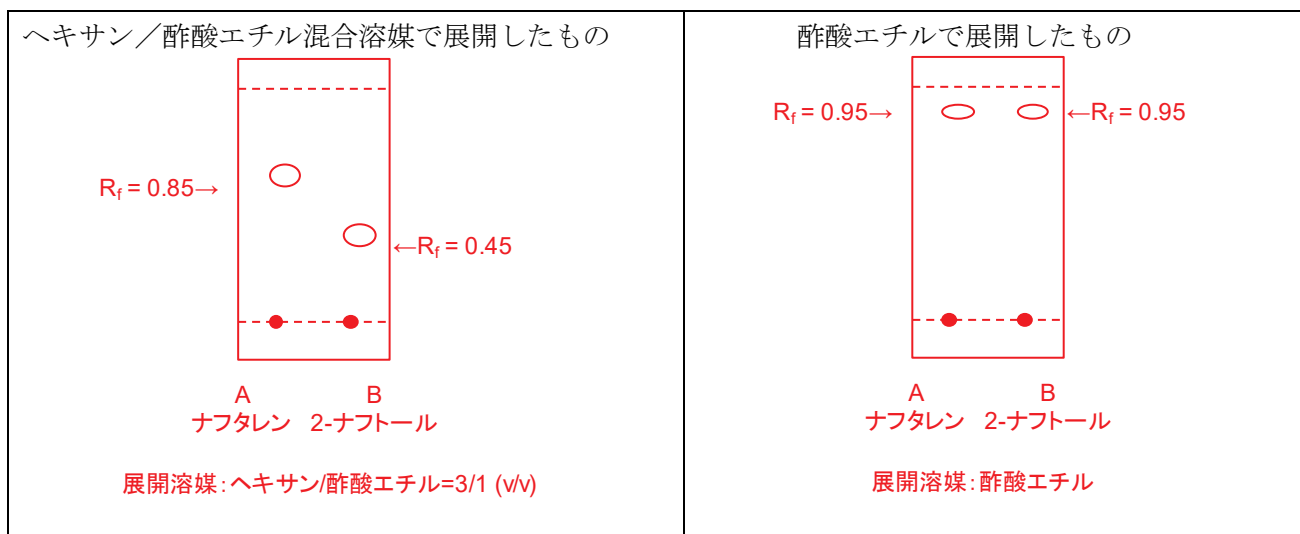 ヘキサン／酢酸エチル混合溶媒で展開したもの
Rf = 0.85→
←Rf = 0.45
A B
ナフタレン 2-ナフトール
展開溶媒：ヘキサン/酢酸エチル=3/1 (v/v)
酢酸エチルで展開したもの
Rf = 0.95→ ←Rf = 0.95
A B
ナフタレン 2-ナフトール
展開溶媒：酢酸エチル